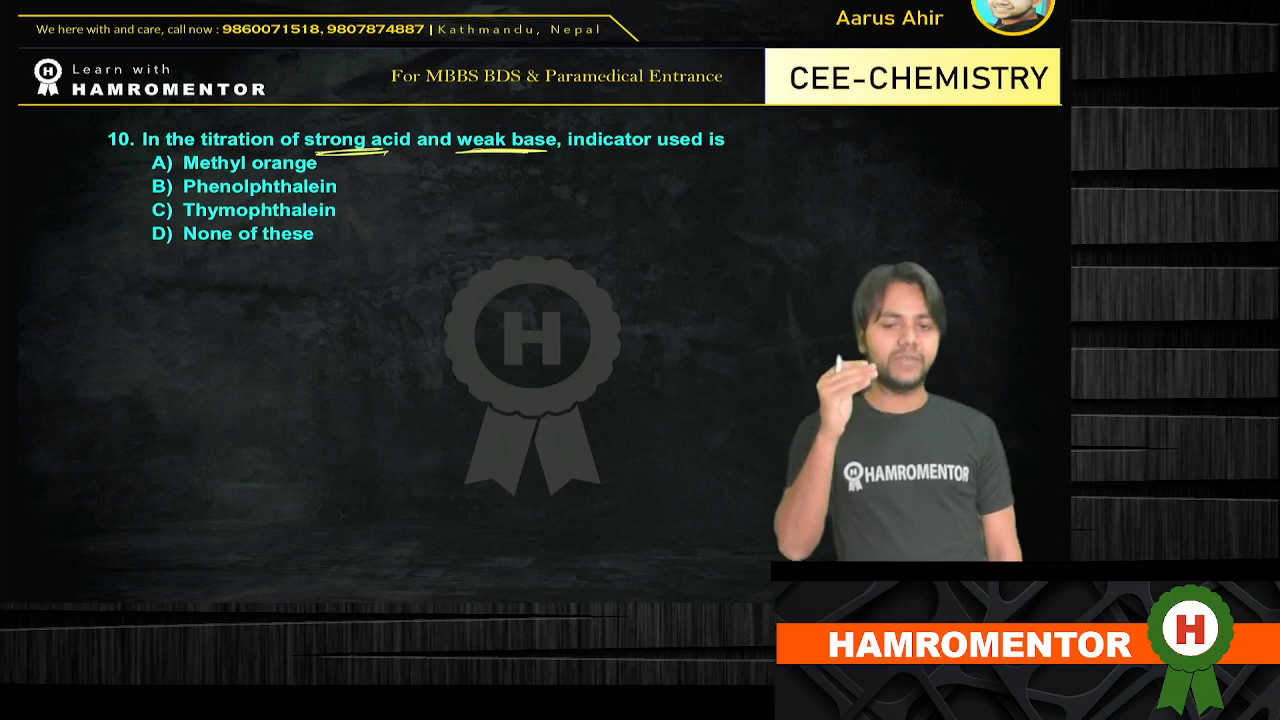 Aarus Ahir
We here with and care, call now : 9860071518, 9807874887 | Kathmandu, Nepal
H
Learn with
HAMROMENTOR
For MBBS BDS & Paramedical Entrance
CEE-CHEMISTRY
10. In the titration of strong acid and weak base, indicator used is
A) Methyl orange
B) Phenolphthalein
C) Thymophthalein
D) None of these
H
H HAMROMENTOR
HAMROMENTOR
H